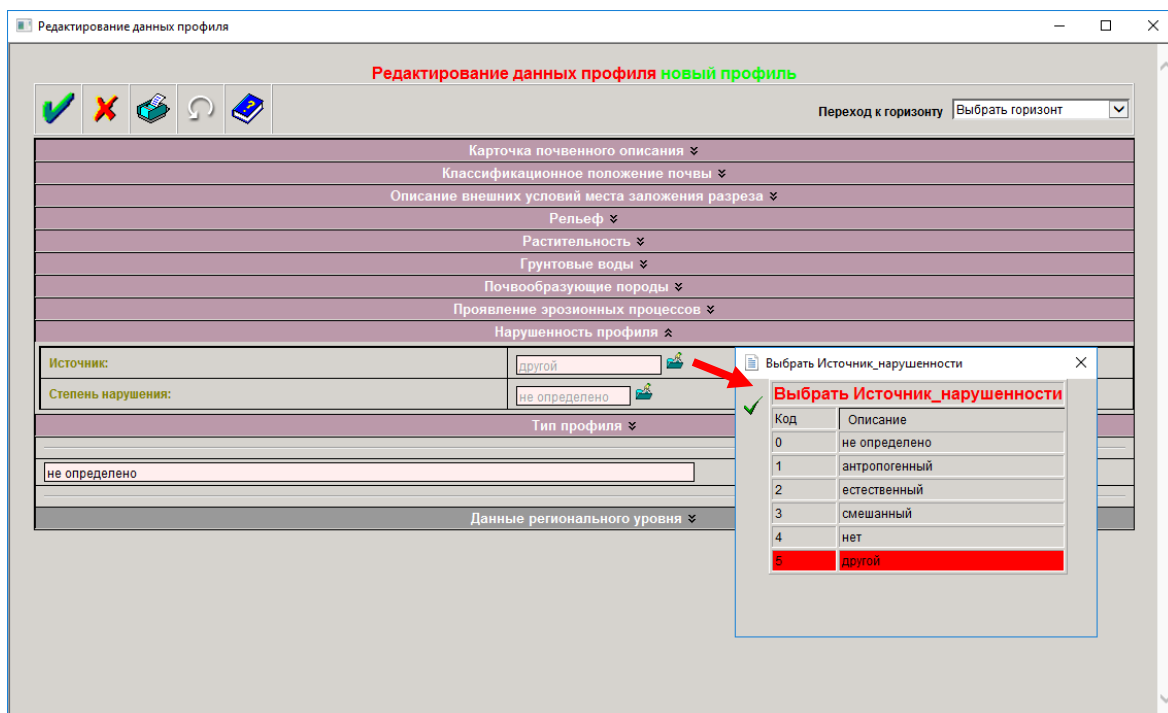 Редактирование данных профиля
Редактирование данных профиля новый профиль
Переход к горизонту Выбрать горизонт
Карточка почвенного описания
Классификационное положение почвы
Описание внешних условий места заложения разреза
Рельеф
Растительность
Грунтовые воды
Почвообразующие породы
Проявление эрозионных процессов
Нарушенность профиля
Источник: другой
Степень нарушения: не определено
Тип профиля
не определено
Данные регионального уровня
Выбрать Источник_нарушенности
Выбрать Источник_нарушенности
Код Описание
0 не определено
1 антропогенный
2 естественный
3 смешанный
4 нет
5 другой